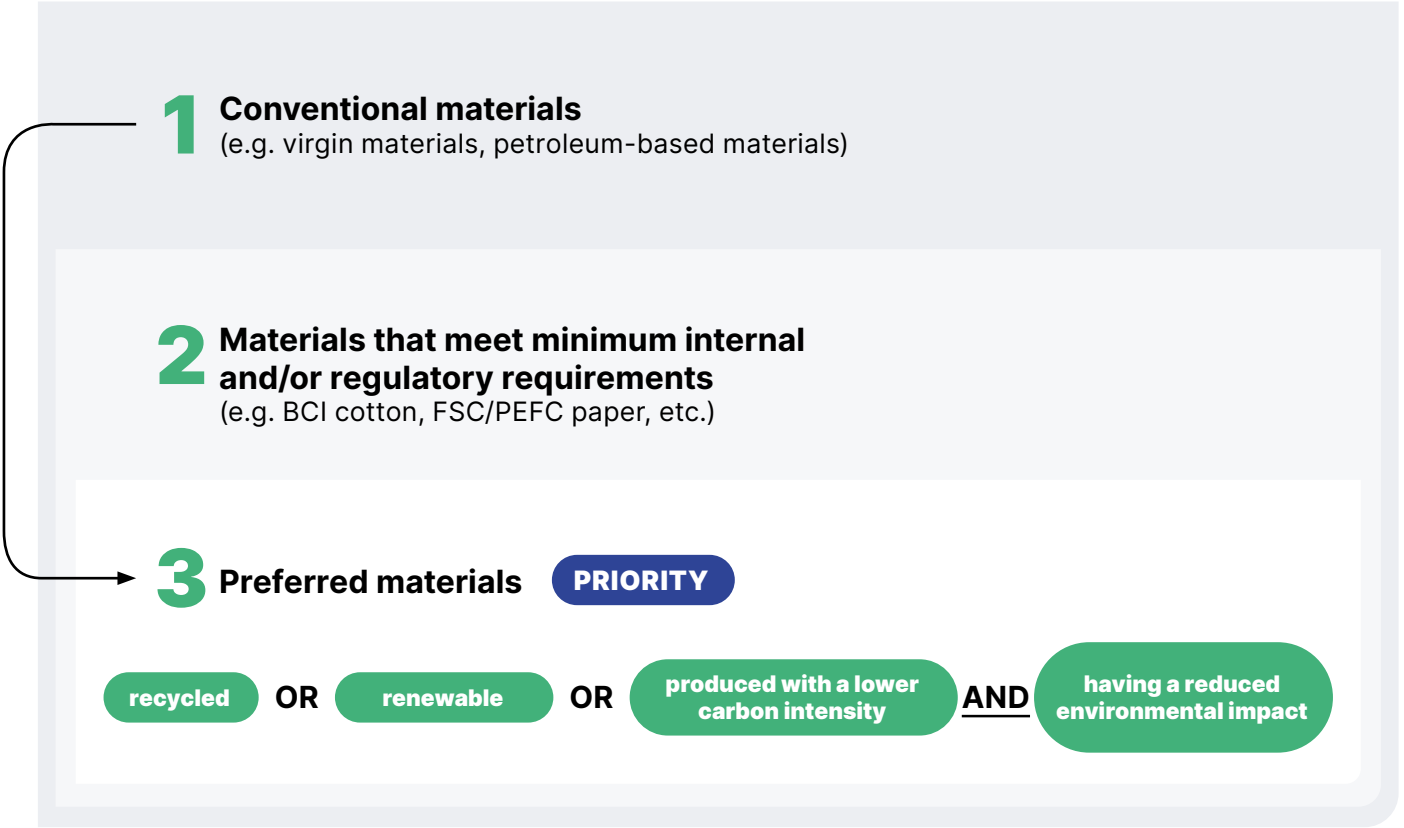 1 Conventional materials
(e.g. virgin materials, petroleum-based materials)
2 Materials that meet minimum internal
and/or regulatory requirements
(e.g. BCI cotton, FSC/PEFC paper, etc.)
3 Preferred materials PRIORITY
recycled OR renewable OR produced with a lower
carbon intensity AND having a reduced
environmental impact